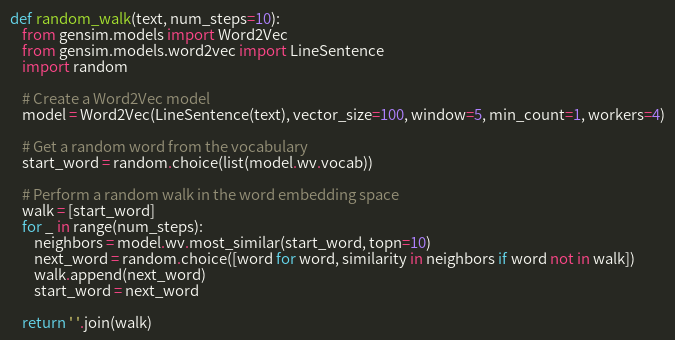 def random_walk(text, num_steps=10):
    from gensim.models import Word2Vec
    from gensim.models.word2vec import LineSentence
    import random

    # Create a Word2Vec model
    model = Word2Vec(LineSentence(text), vector_size=100, window=5, min_count=1, workers=4)

    # Get a random word from the vocabulary
    start_word = random.choice(list(model.wv.vocab))

    # Perform a random walk in the word embedding space
    walk = [start_word]
    for _ in range(num_steps):
        neighbors = model.wv.most_similar(start_word, topn=10)
        next_word = random.choice([word for word, similarity in neighbors if word not in walk])
        walk.append(next_word)
        start_word = next_word

    return ' '.join(walk)